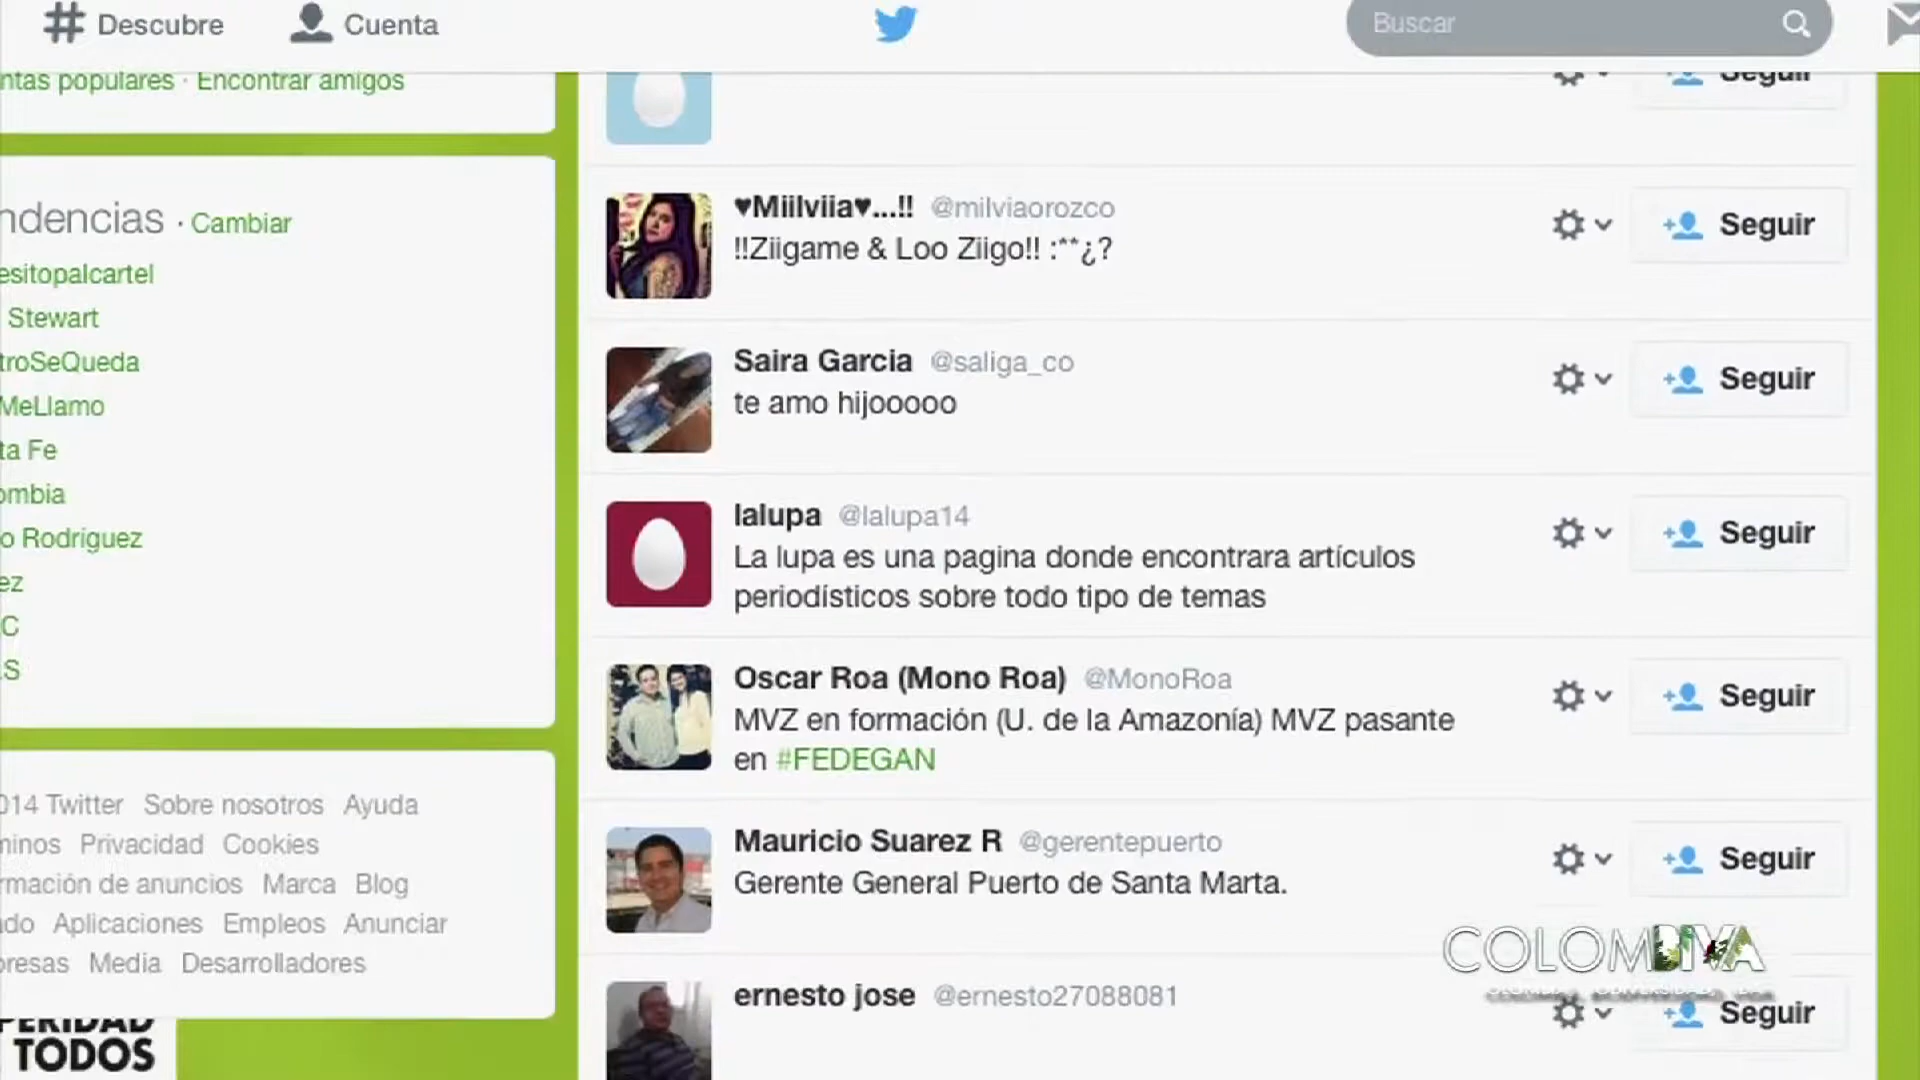 Descubre
Cuenta
Buscar
ntas populares · Encontrar amigos
Seguir
ndencias · Cambiar
esitopalcartel
Stewart
troSeQueda
MeLlamo
ta Fe
ombia
o Rodriguez
ez
C
.S
014 Twitter Sobre nosotros Ayuda
minos Privacidad Cookies
rmación de anuncios Marca Blog
ado Aplicaciones Empleos Anunciar
presas Media Desarrolladores
PERIDAD
TODOS
♥Miilviia♥...!! @milviaorozco
!!Ziigame & Loo Ziigo!! :**¿?
Seguir
Saira Garcia @saliga_co
te amo hijooooo
Seguir
lalupa @lalupa14
La lupa es una pagina donde encontrara artículos
periodísticos sobre todo tipo de temas
Seguir
Oscar Roa (Mono Roa) @MonoRoa
MVZ en formación (U. de la Amazonía) MVZ pasante
en #FEDEGAN
Seguir
Mauricio Suarez R @gerentepuerto
Gerente General Puerto de Santa Marta.
Seguir
ernesto jose @ernesto27088081
Seguir
COLOMDIVA